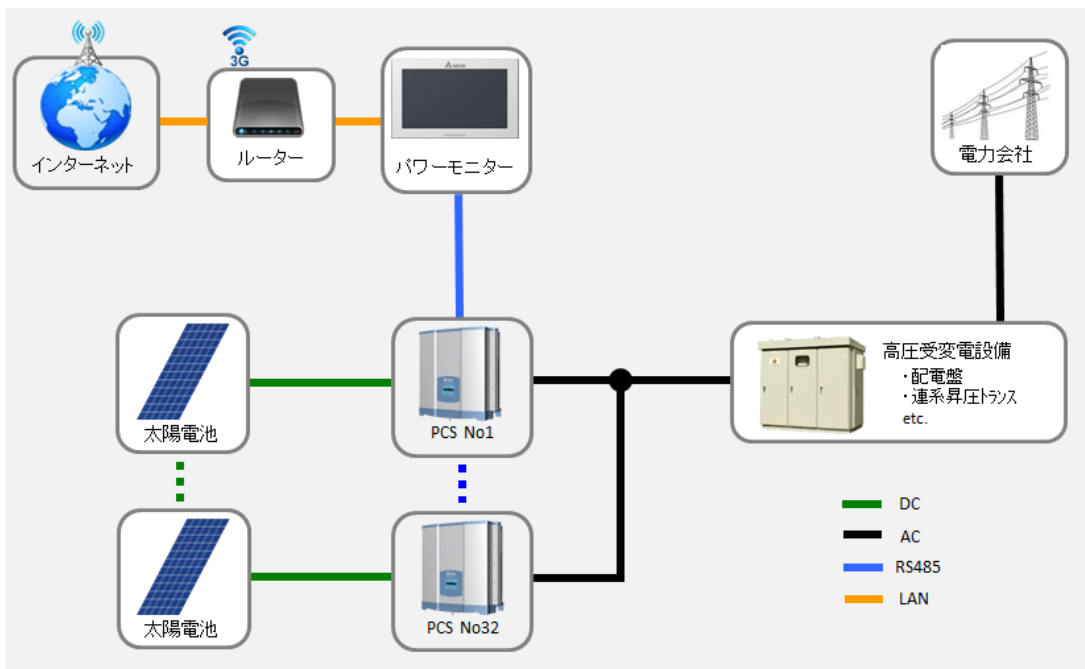 3G
インターネット
ルーター
パワーモニター
電力会社
太陽電池
PCS No1
高圧受変電設備
・配電盤
・連系昇圧トランス
etc.
太陽電池
PCS No32
DC
AC
RS485
LAN